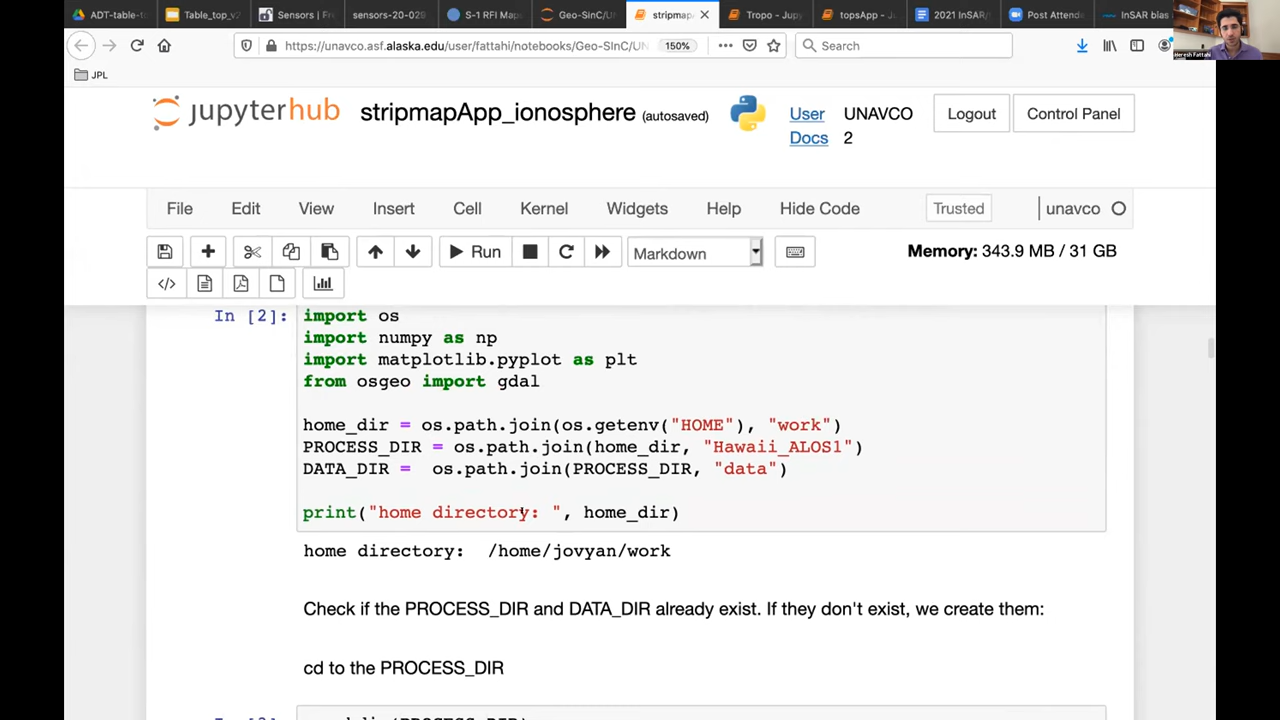 ADT-table-t
Table_top_v2
Sensors | Fr
sensors-20-029
S-1 RFI Map
Geo-SInC/UN
stripmapA
Tropo - Jupy
topsApp - Ju
2021 InSAR/
Post Attend
InSAR bias
https://unavco.asf.alaska.edu/user/fattahi/notebooks/Geo-SInC/UN
150%
Search
Heresh Fattahi
JPL
jupyterhub
stripmapApp_ionosphere (autosaved)
User Docs
UNAVCO 2
Logout
Control Panel
File Edit View Insert Cell Kernel Widgets Help Hide Code
Trusted
unavco
Run
Markdown
Memory: 343.9 MB / 31 GB
</>
In [2]: import os
import numpy as np
import matplotlib.pyplot as plt
from osgeo import gdal
home_dir = os.path.join(os.getenv("HOME"), "work")
PROCESS_DIR = os.path.join(home_dir, "Hawaii_ALOS1")
DATA_DIR =  os.path.join(PROCESS_DIR, "data")
print("home directory: ", home_dir)
home directory:  /home/jovyan/work
Check if the PROCESS_DIR and DATA_DIR already exist. If they don't exist, we create them:
cd to the PROCESS_DIR